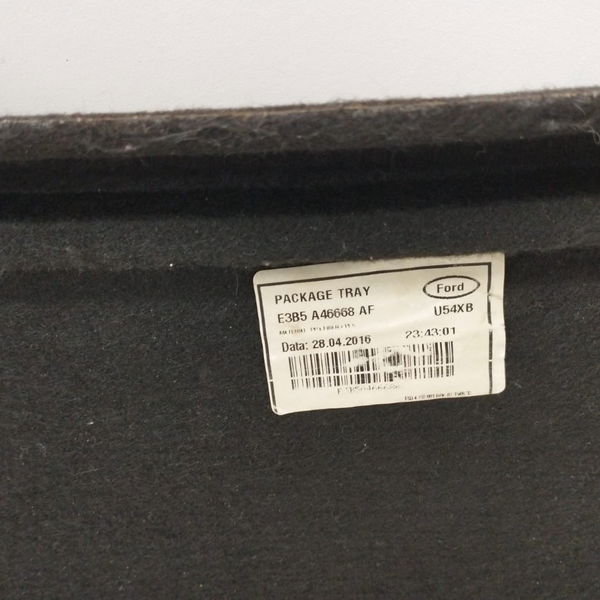 PACKAGE TRAY Ford
E3B5 A46668 AF U54XB
Data: 28.04.2016 23:43:01